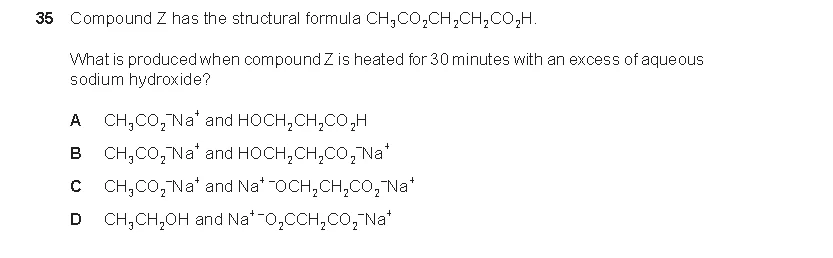 35 Compound Z has the structural formula CH₃CO₂CH₂CH₂CO₂H.
What is produced when compound Z is heated for 30 minutes with an excess of aqueous
sodium hydroxide?
A CH₃CO₂⁻Na⁺ and HOCH₂CH₂CO₂H
B CH₃CO₂⁻Na⁺ and HOCH₂CH₂CO₂⁻Na⁺
C CH₃CO₂⁻Na⁺ and Na⁺ ⁻OCH₂CH₂CO₂⁻Na⁺
D CH₃CH₂OH and Na⁺⁻O₂CCH₂CO₂⁻Na⁺